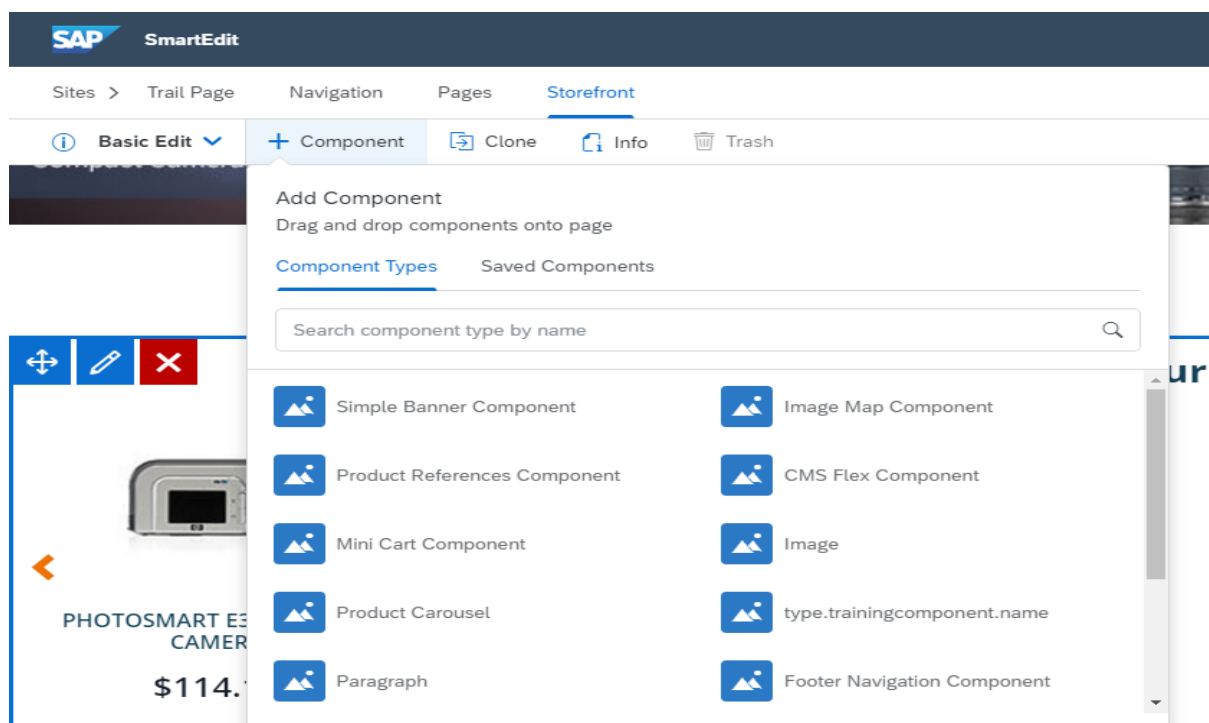 SAP SmartEdit
Sites > Trail Page Navigation Pages Storefront
Basic Edit + Component Clone Info Trash
Add Component
Drag and drop components onto page
Component Types Saved Components
Search component type by name
Simple Banner Component Image Map Component
Product References Component CMS Flex Component
Mini Cart Component Image
Product Carousel type.trainingcomponent.name
Paragraph Footer Navigation Component
ur
PHOTOSMART E3
CAMER
$114.